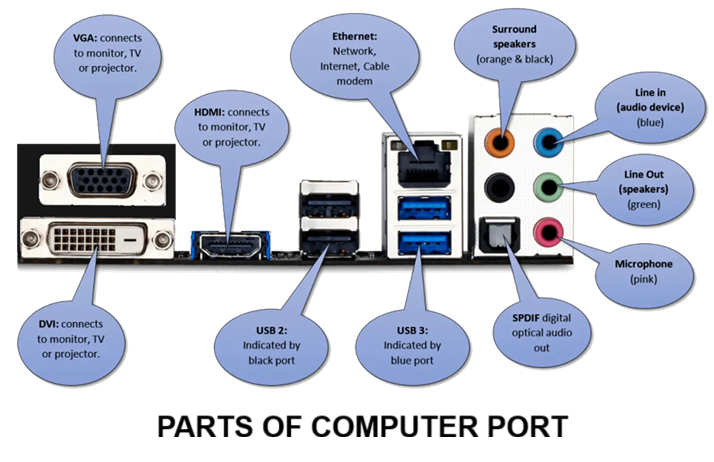 VGA: connects
to monitor, TV
or projector.
HDMI: connects
to monitor, TV
or projector.
Ethernet:
Network,
Internet, Cable
modem
Surround
speakers
(orange & black)
Line in
(audio device)
(blue)
Line Out
(speakers)
(green)
Microphone
(pink)
DVI: connects
to monitor, TV
or projector.
USB 2:
Indicated by
black port
USB 3:
Indicated by
blue port
SPDIF digital
optical audio
out
PARTS OF COMPUTER PORT